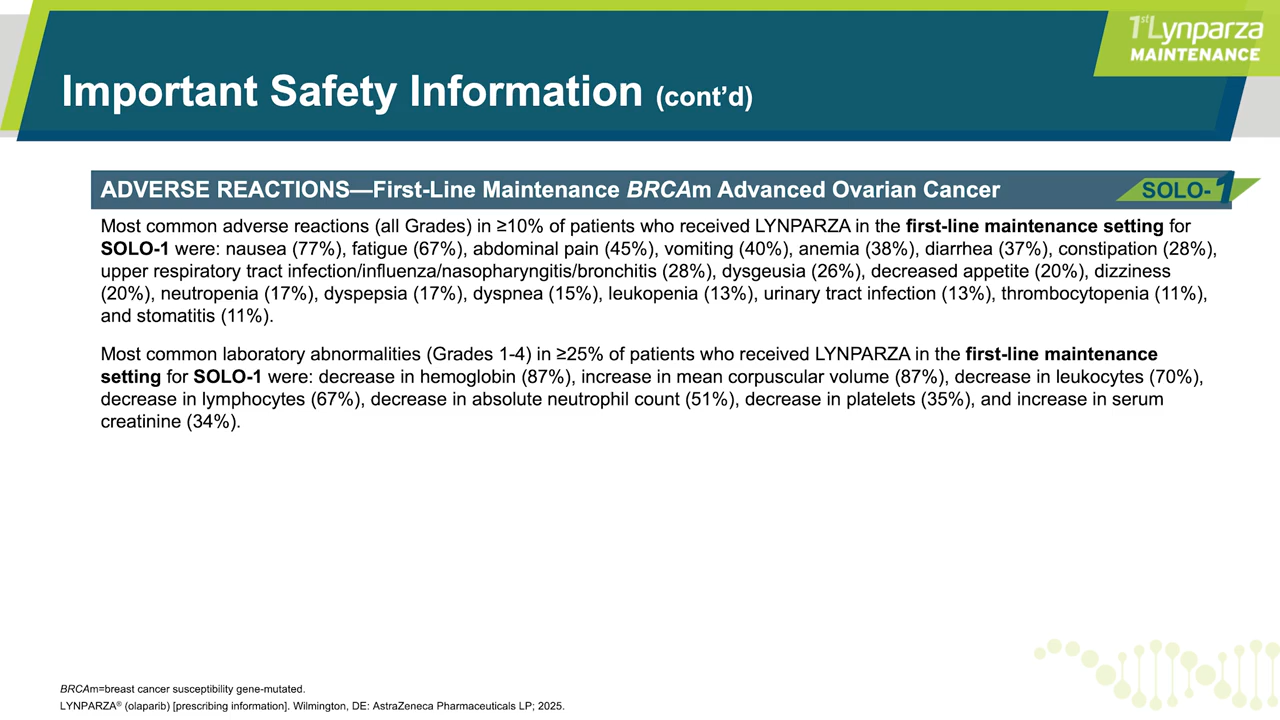 1st Lynparza
MAINTENANCE
Important Safety Information (cont’d)
ADVERSE REACTIONS—First-Line Maintenance BRCAm Advanced Ovarian Cancer
SOLO-1
Most common adverse reactions (all Grades) in ≥10% of patients who received LYNPARZA in the first-line maintenance setting for
SOLO-1 were: nausea (77%), fatigue (67%), abdominal pain (45%), vomiting (40%), anemia (38%), diarrhea (37%), constipation (28%),
upper respiratory tract infection/influenza/nasopharyngitis/bronchitis (28%), dysgeusia (26%), decreased appetite (20%), dizziness
(20%), neutropenia (17%), dyspepsia (17%), dyspnea (15%), leukopenia (13%), urinary tract infection (13%), thrombocytopenia (11%),
and stomatitis (11%).
Most common laboratory abnormalities (Grades 1-4) in ≥25% of patients who received LYNPARZA in the first-line maintenance
setting for SOLO-1 were: decrease in hemoglobin (87%), increase in mean corpuscular volume (87%), decrease in leukocytes (70%),
decrease in lymphocytes (67%), decrease in absolute neutrophil count (51%), decrease in platelets (35%), and increase in serum
creatinine (34%).
BRCAm=breast cancer susceptibility gene-mutated.
LYNPARZA® (olaparib) [prescribing information]. Wilmington, DE: AstraZeneca Pharmaceuticals LP; 2025.